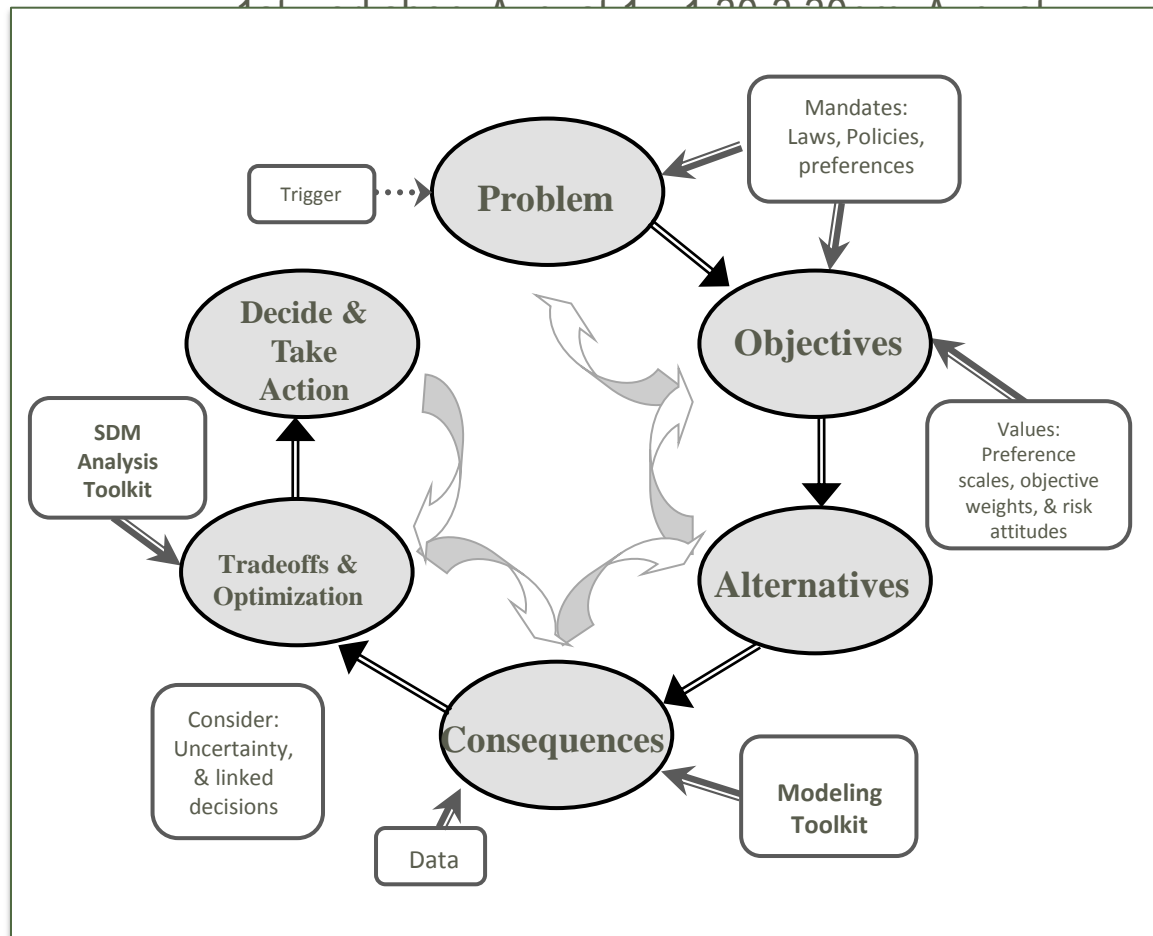 Mandates:
Laws, Policies,
preferences
Problem
Trigger
Decide &
Take
Action
Objectives
SDM
Analysis
Toolkit
Values:
Preference
scales, objective
weights, & risk
attitudes
Tradeoffs &
Optimization
Alternatives
Consider:
Uncertainty,
& linked
decisions
Consequences
Modeling
Toolkit
Data